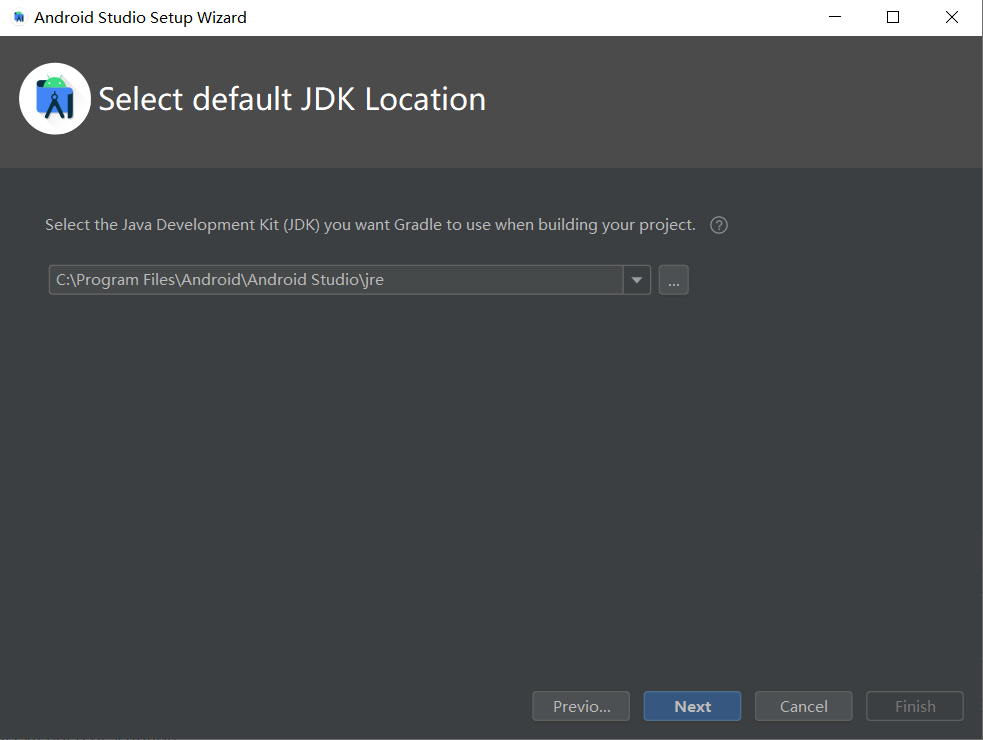 Android Studio Setup Wizard
Select default JDK Location
Select the Java Development Kit (JDK) you want Gradle to use when building your project. ?
C:\Program Files\Android\Android Studio\jre ...
Previo... Next Cancel Finish